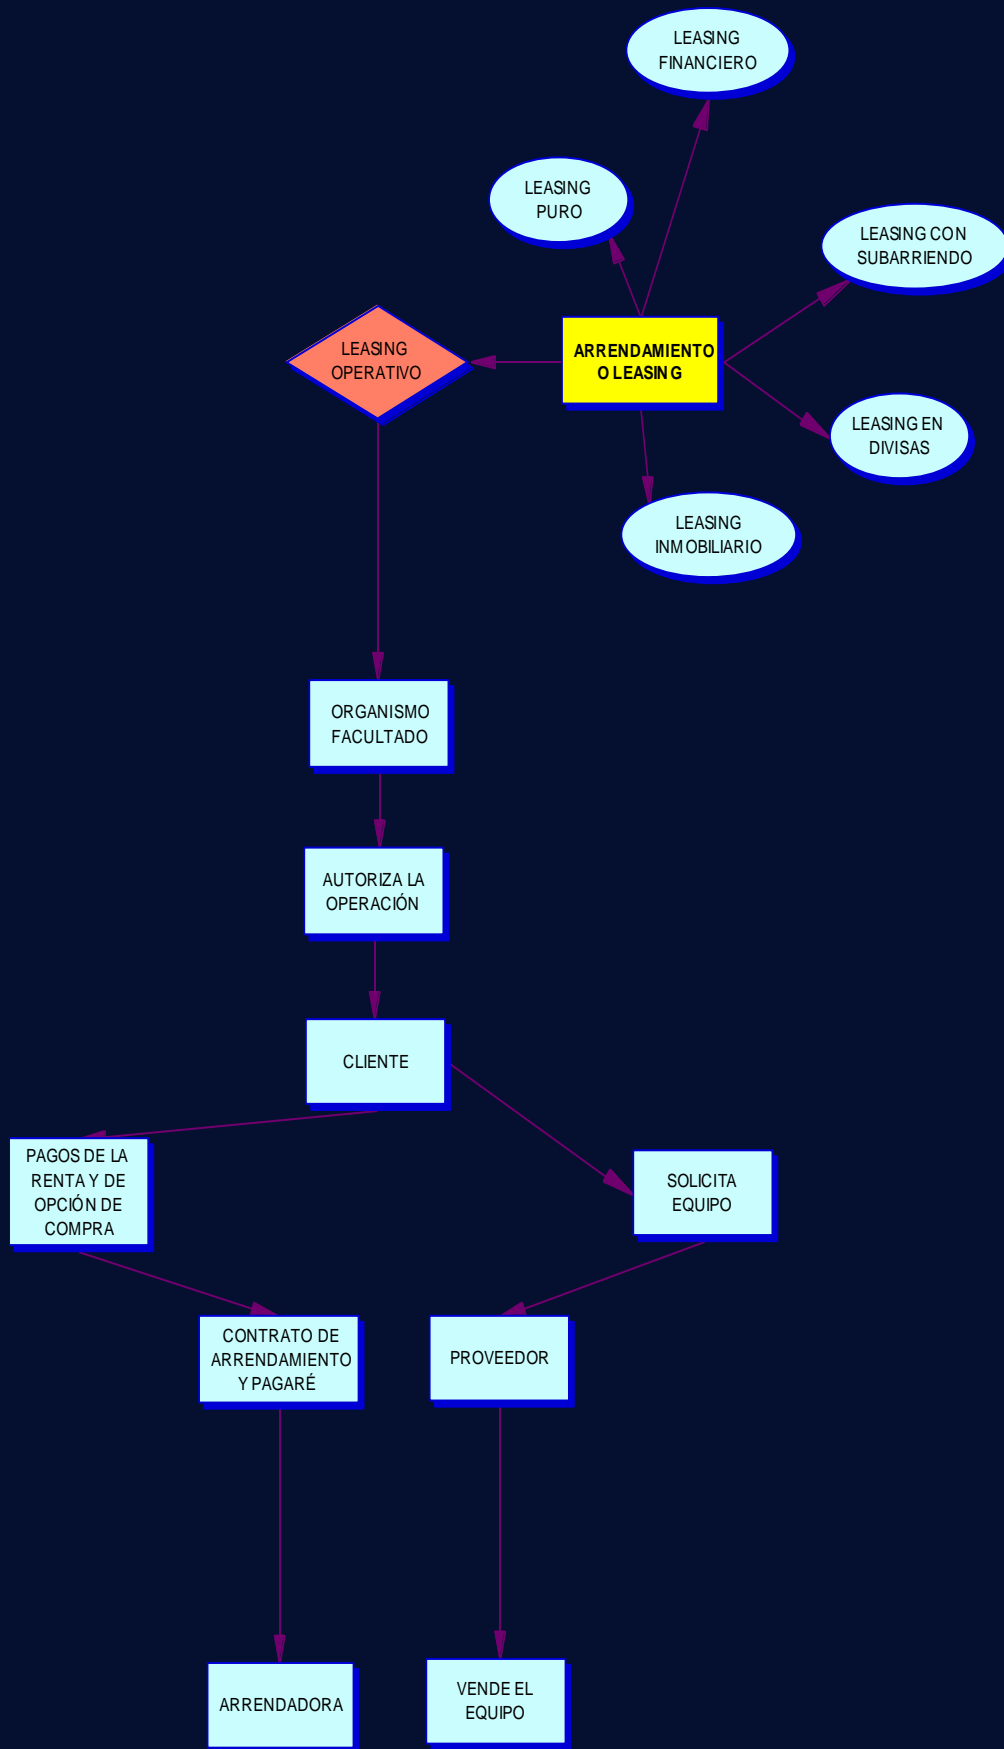 LEASING
FINANCIERO
LEASING
PURO
LEASING CON
SUBARRIENDO
LEASING
OPERATIVO
ARRENDAMIENTO
O LEASING
LEASING EN
DIVISAS
LEASING
INMOBILIARIO
ORGANISMO
FACULTADO
AUTORIZA LA
OPERACIÓN
CLIENTE
PAGOS DE LA
RENTA Y DE
OPCIÓN DE
COMPRA
SOLICITA
EQUIPO
CONTRATO DE
ARRENDAMIENTO
Y PAGARÉ
PROVEEDOR
ARRENDADORA
VENDE EL
EQUIPO